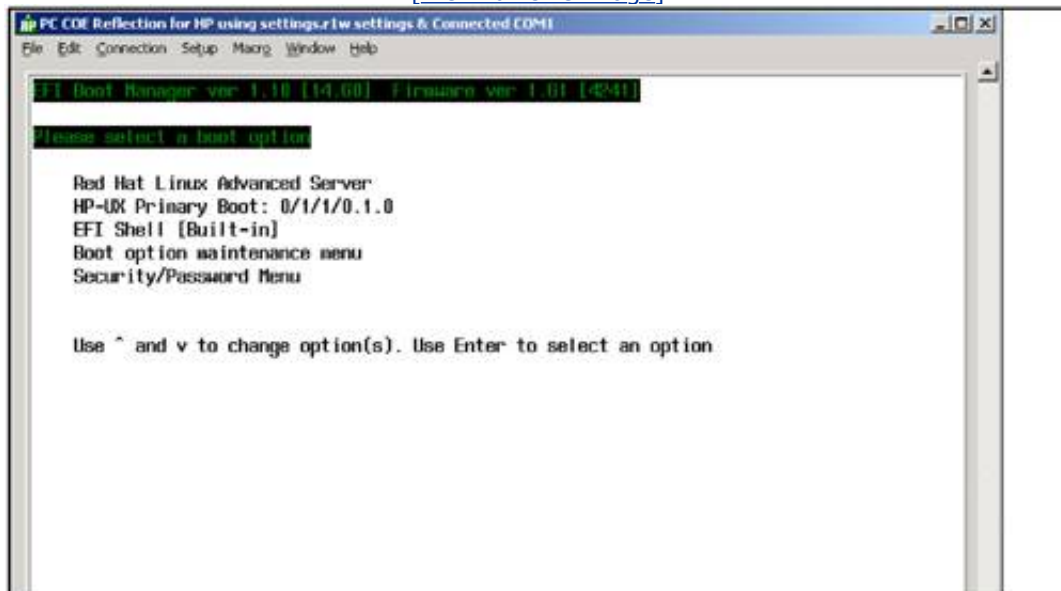 PC COE Reflection for HP using settings.r1w settings & Connected COM1
File Edit Connection Setup Macro Window Help
EFI Boot Manager ver 1.10 [14.60] Firmware ver 1.61 [4241]
Please select a boot option
Red Hat Linux Advanced Server
HP-UX Primary Boot: 0/1/1/0.1.0
EFI Shell [Built-in]
Boot option maintenance menu
Security/Password Menu
Use ^ and v to change option(s). Use Enter to select an option